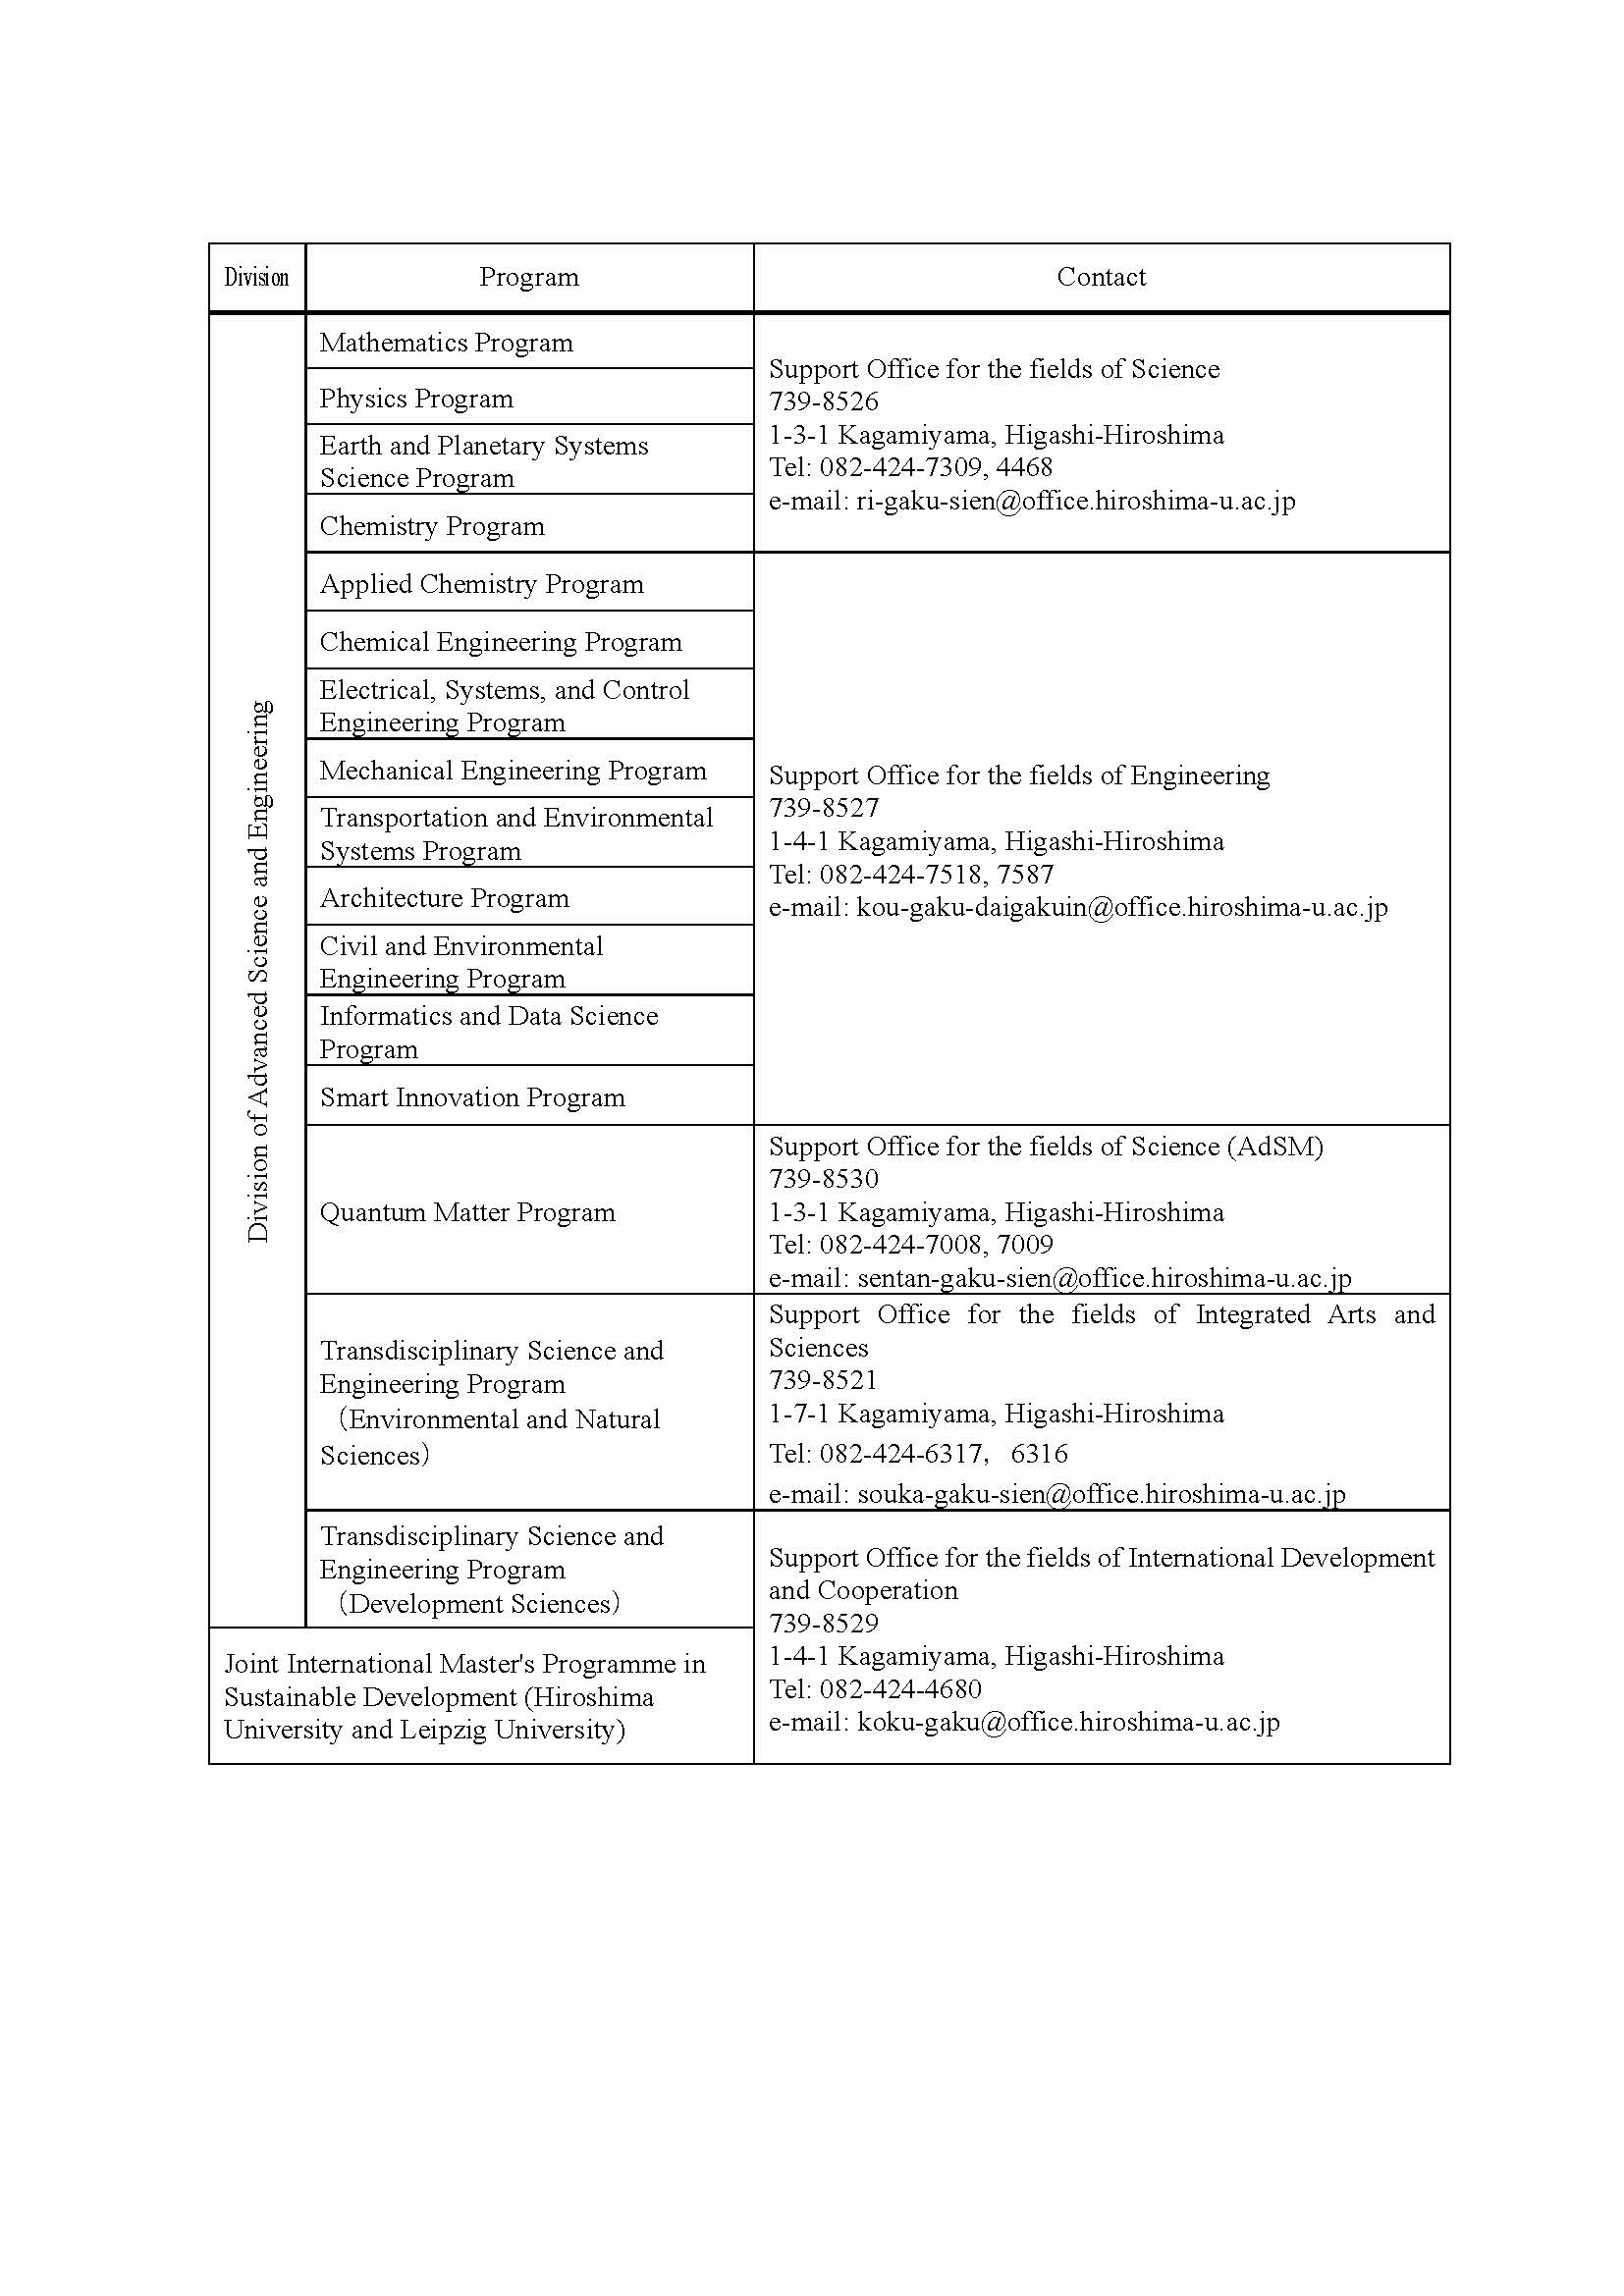 Division
Program
Contact
Division of Advanced Science and Engineering
Mathematics Program
Physics Program
Earth and Planetary Systems
Science Program
Chemistry Program
Support Office for the fields of Science
739-8526
1-3-1 Kagamiyama, Higashi-Hiroshima
Tel: 082-424-7309, 4468
e-mail: ri-gaku-sien@office.hiroshima-u.ac.jp
Applied Chemistry Program
Chemical Engineering Program
Electrical, Systems, and Control
Engineering Program
Mechanical Engineering Program
Transportation and Environmental
Systems Program
Architecture Program
Civil and Environmental
Engineering Program
Informatics and Data Science
Program
Smart Innovation Program
Support Office for the fields of Engineering
739-8527
1-4-1 Kagamiyama, Higashi-Hiroshima
Tel: 082-424-7518, 7587
e-mail: kou-gaku-daigakuin@office.hiroshima-u.ac.jp
Quantum Matter Program
Support Office for the fields of Science (AdSM)
739-8530
1-3-1 Kagamiyama, Higashi-Hiroshima
Tel: 082-424-7008, 7009
e-mail: sentan-gaku-sien@office.hiroshima-u.ac.jp
Transdisciplinary Science and
Engineering Program
（Environmental and Natural
Sciences）
Support Office for the fields of Integrated Arts and
Sciences
739-8521
1-7-1 Kagamiyama, Higashi-Hiroshima
Tel: 082-424-6317， 6316
e-mail: souka-gaku-sien@office.hiroshima-u.ac.jp
Transdisciplinary Science and
Engineering Program
（Development Sciences）
Joint International Master's Programme in
Sustainable Development (Hiroshima
University and Leipzig University)
Support Office for the fields of International Development
and Cooperation
739-8529
1-4-1 Kagamiyama, Higashi-Hiroshima
Tel: 082-424-4680
e-mail: koku-gaku@office.hiroshima-u.ac.jp